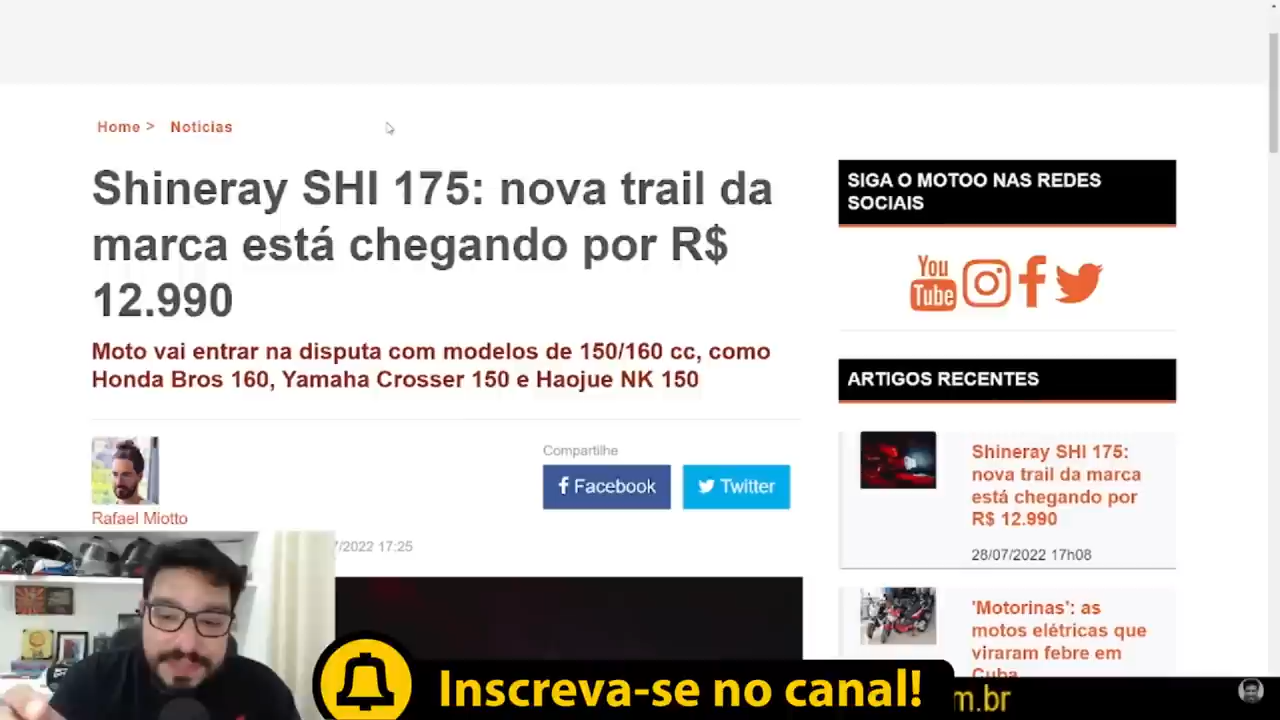 Home > Noticias
Shineray SHI 175: nova trail da
marca está chegando por R$
12.990
Moto vai entrar na disputa com modelos de 150/160 cc, como
Honda Bros 160, Yamaha Crosser 150 e Haojue NK 150
Rafael Miotto
Compartilhe
Facebook
Twitter
/2022 17:25
SIGA O MOTOO NAS REDES
SOCIAIS
You
Tube
ARTIGOS RECENTES
Shineray SHI 175:
nova trail da marca
está chegando por
R$ 12.990
28/07/2022 17h08
'Motorinas': as
motos elétricas que
viraram febre em
Cuba
Inscreva-se no canal!
m.br